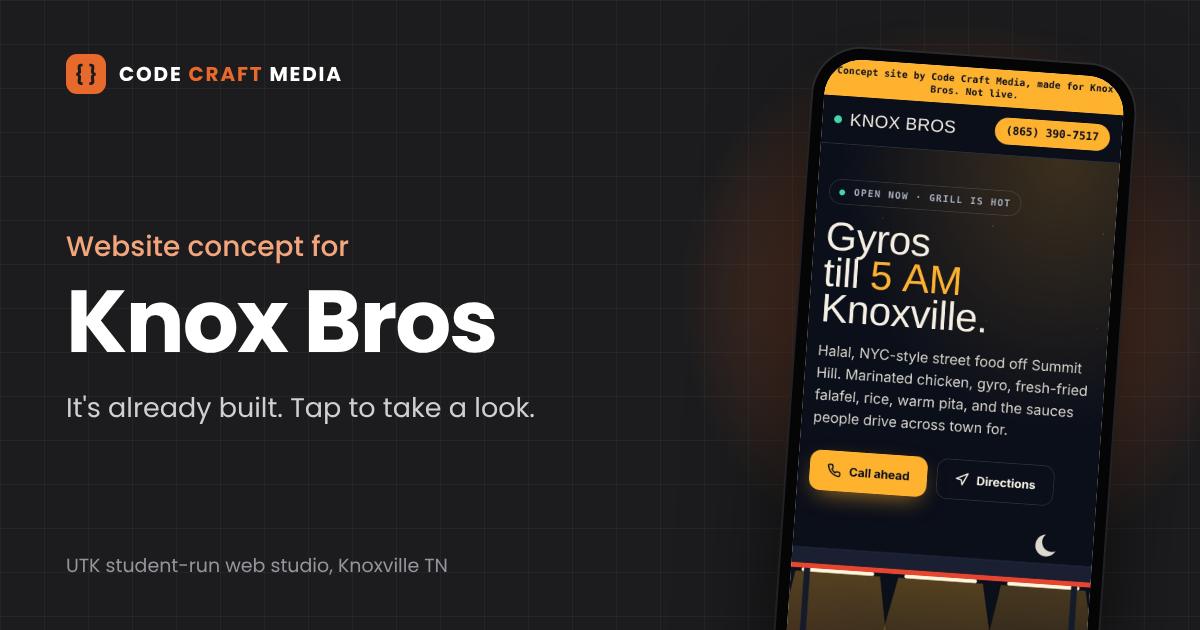 { } CODE CRAFT MEDIA
Website concept for
Knox Bros
It's already built. Tap to take a look.
UTK student-run web studio, Knoxville TN
Concept site by Code Craft Media, made for Knox
Bros. Not live.
KNOX BROS
(865) 390-7517
OPEN NOW · GRILL IS HOT
Gyros
till 5 AM
Knoxville.
Halal, NYC-style street food off Summit
Hill. Marinated chicken, gyro, fresh-fried
falafel, rice, warm pita, and the sauces
people drive across town for.
Call ahead
Directions